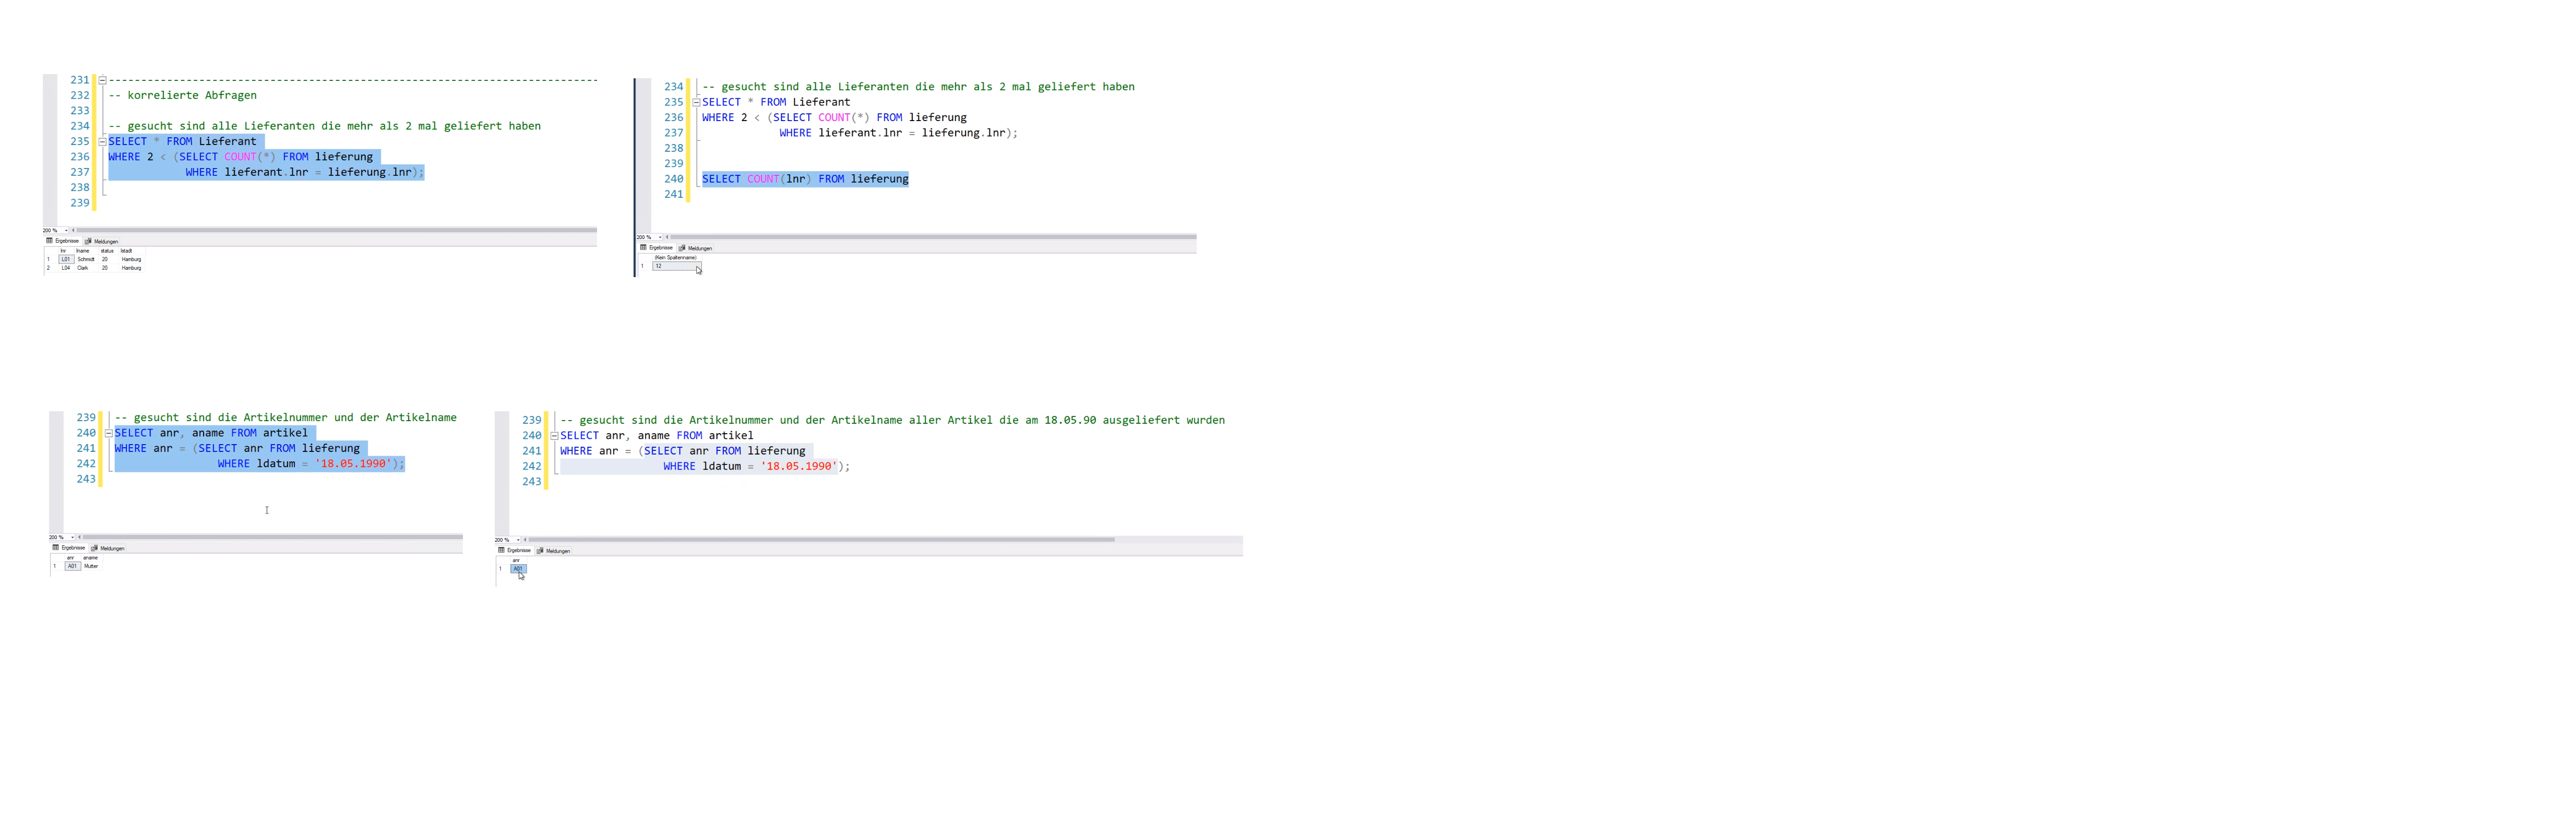 231 ----------------------------------------------------------------------------
232 -- korrelierte Abfragen
233
234 -- gesucht sind alle Lieferanten die mehr als 2 mal geliefert haben
235 SELECT * FROM Lieferant
236 WHERE 2 < (SELECT COUNT(*) FROM lieferung
237 WHERE lieferant.lnr = lieferung.lnr);
238
239
200 %
Ergebnisse Meldungen
lnr lname status lstadt
1 L01 Schmidt 20 Hamburg
2 L04 Clark 20 Hamburg
234 -- gesucht sind alle Lieferanten die mehr als 2 mal geliefert haben
235 SELECT * FROM Lieferant
236 WHERE 2 < (SELECT COUNT(*) FROM lieferung
237 WHERE lieferant.lnr = lieferung.lnr);
238
239
240 SELECT COUNT(lnr) FROM lieferung
241
200 %
Ergebnisse Meldungen
(Kein Spaltenname)
1 12
239 -- gesucht sind die Artikelnummer und der Artikelname
240 SELECT anr, aname FROM artikel
241 WHERE anr = (SELECT anr FROM lieferung
242 WHERE ldatum = '18.05.1990');
243
200 %
Ergebnisse Meldungen
anr aname
1 A01 Mutter
239 -- gesucht sind die Artikelnummer und der Artikelname aller Artikel die am 18.05.90 ausgeliefert wurden
240 SELECT anr, aname FROM artikel
241 WHERE anr = (SELECT anr FROM lieferung
242 WHERE ldatum = '18.05.1990');
243
200 %
Ergebnisse Meldungen
anr
1 A01